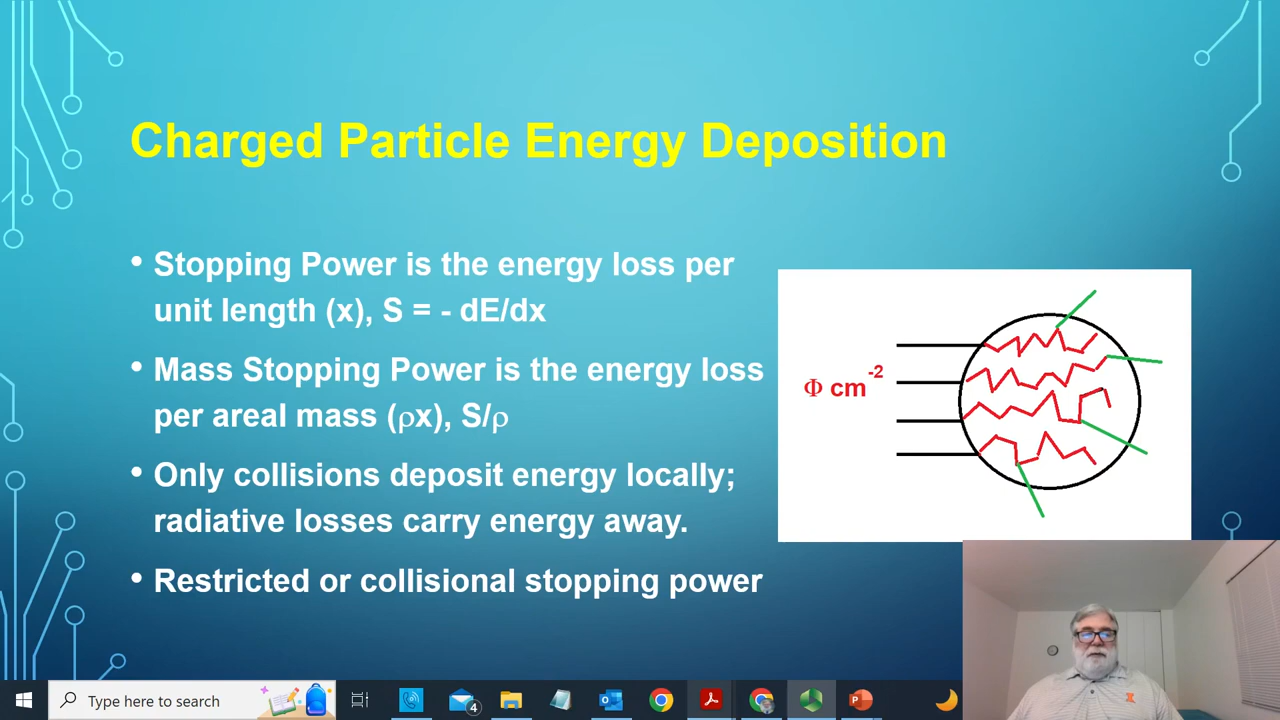 Charged Particle Energy Deposition
• Stopping Power is the energy loss per
unit length (x), S = - dE/dx
• Mass Stopping Power is the energy loss
per areal mass (ρx), S/ρ
• Only collisions deposit energy locally;
radiative losses carry energy away.
• Restricted or collisional stopping power
Φ cm-2
Type here to search
4
P